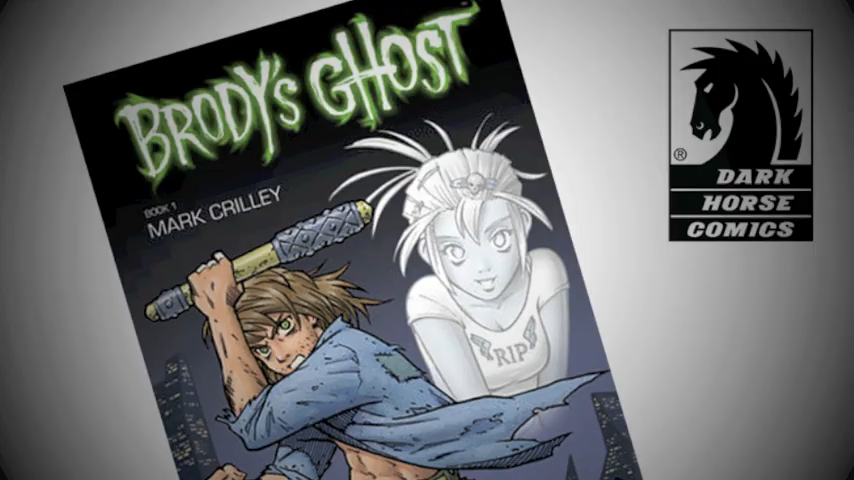 BRODY'S GHOST
BOOK 1
MARK CRILLEY
RIP
®
DARK
HORSE
COMICS